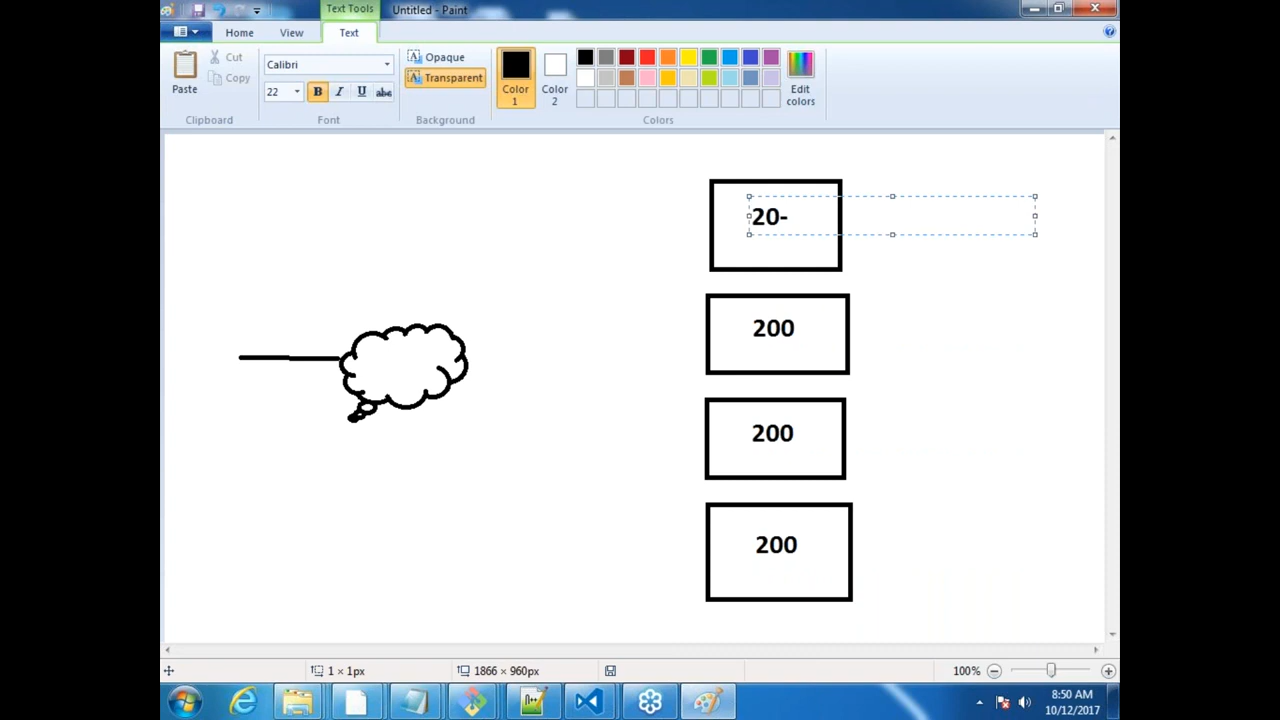 Text Tools
Untitled - Paint
Home
View
Text
Paste
Cut
Copy
Clipboard
Calibri
22
B
I
U
abc
Font
Opaque
Transparent
Background
Color
1
Color
2
Edit
colors
Colors
20-
200
200
200
1 × 1px
1866 × 960px
100%
8:50 AM
10/12/2017